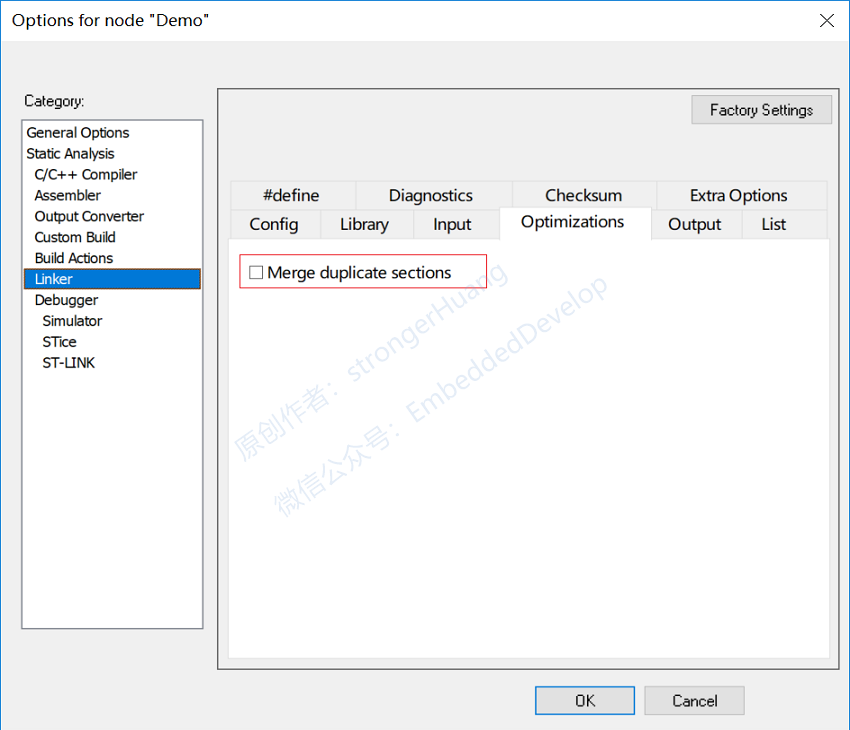 Options for node "Demo"
Category:
General Options
Static Analysis
C/C++ Compiler
Assembler
Output Converter
Custom Build
Build Actions
Linker
Debugger
Simulator
STice
ST-LINK
Factory Settings
#define Diagnostics Checksum Extra Options
Config Library Input Optimizations Output List
Merge duplicate sections
原创作者：strongerHuang
微信公众号：EmbeddedDevelop
OK Cancel